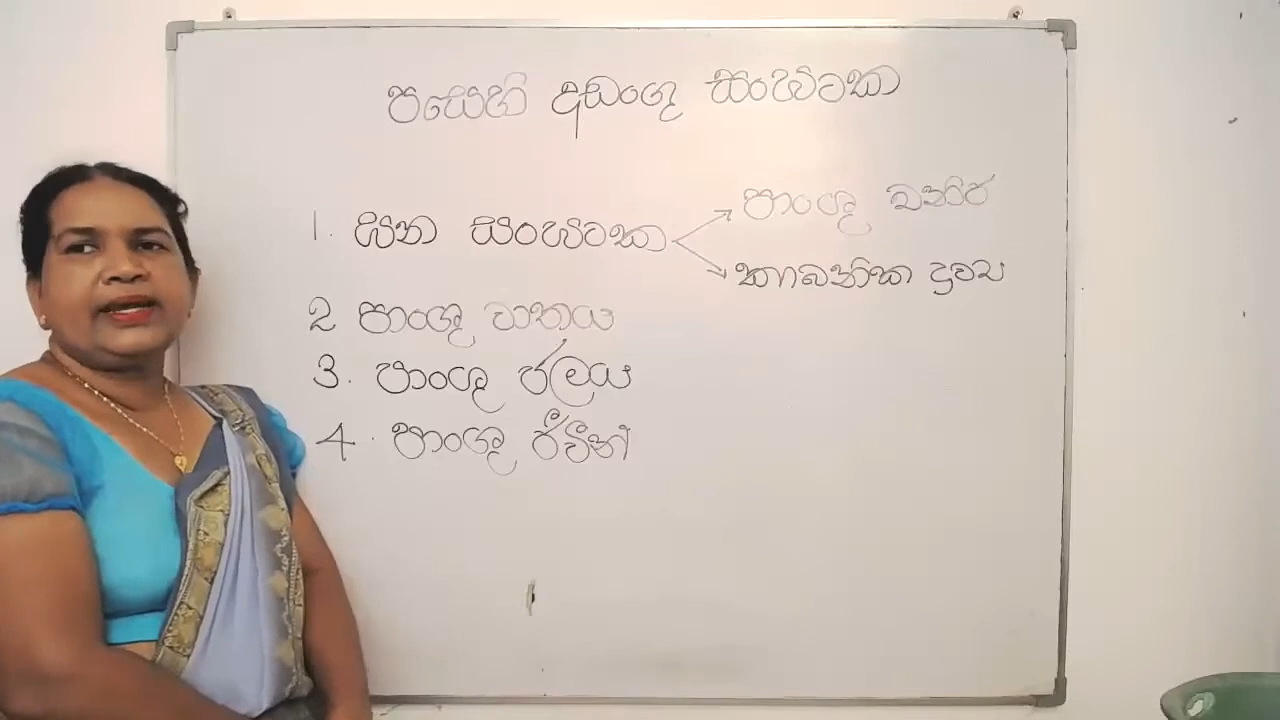 පසෙහි අඩංගු සංඝටක
1. ඝන සංඝටක
පාංශු ඛනිජ
කාබනික ද්‍රව්‍ය
2 පාංශු වාතය
3. පාංශු ජලය
4. පාංශු ජීවීන්